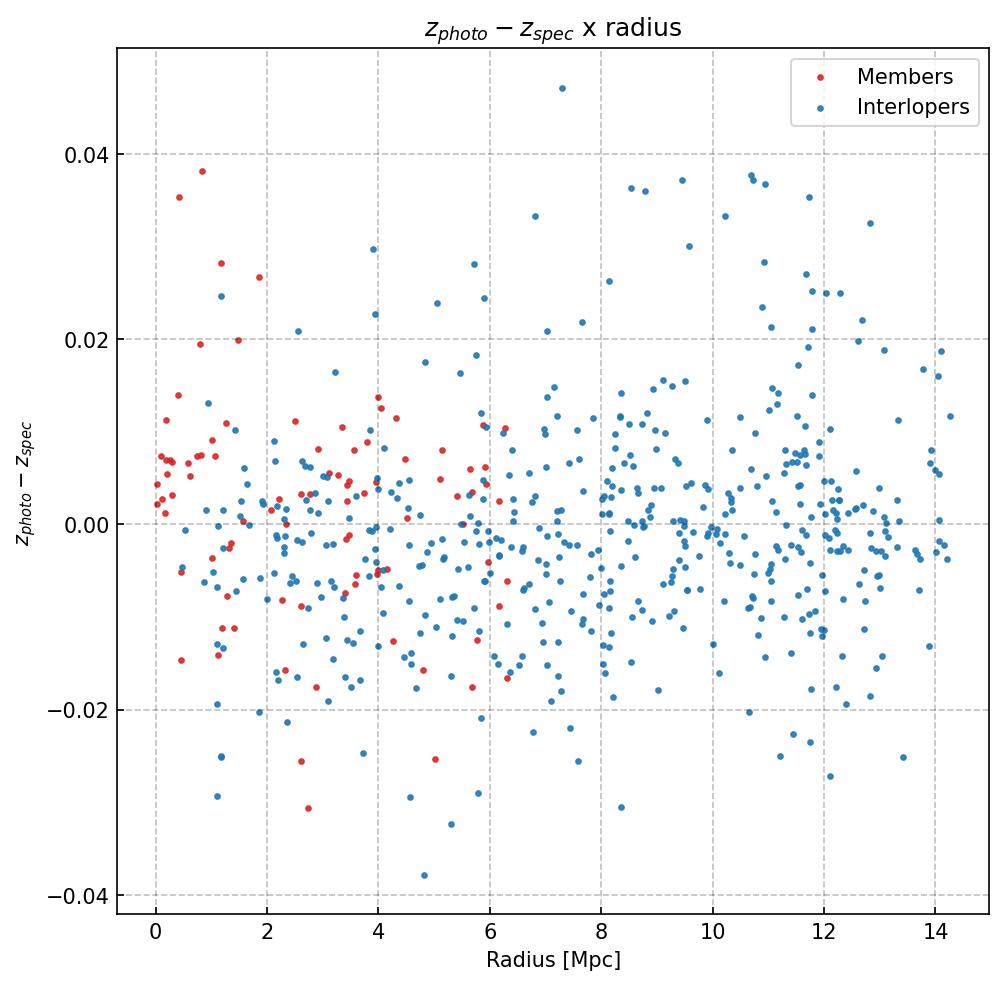 z_photo − z_spec x radius
Members
Interlopers
0.04
0.02
0.00
−0.02
−0.04
z_photo − z_spec
0 2 4 6 8 10 12 14
Radius [Mpc]